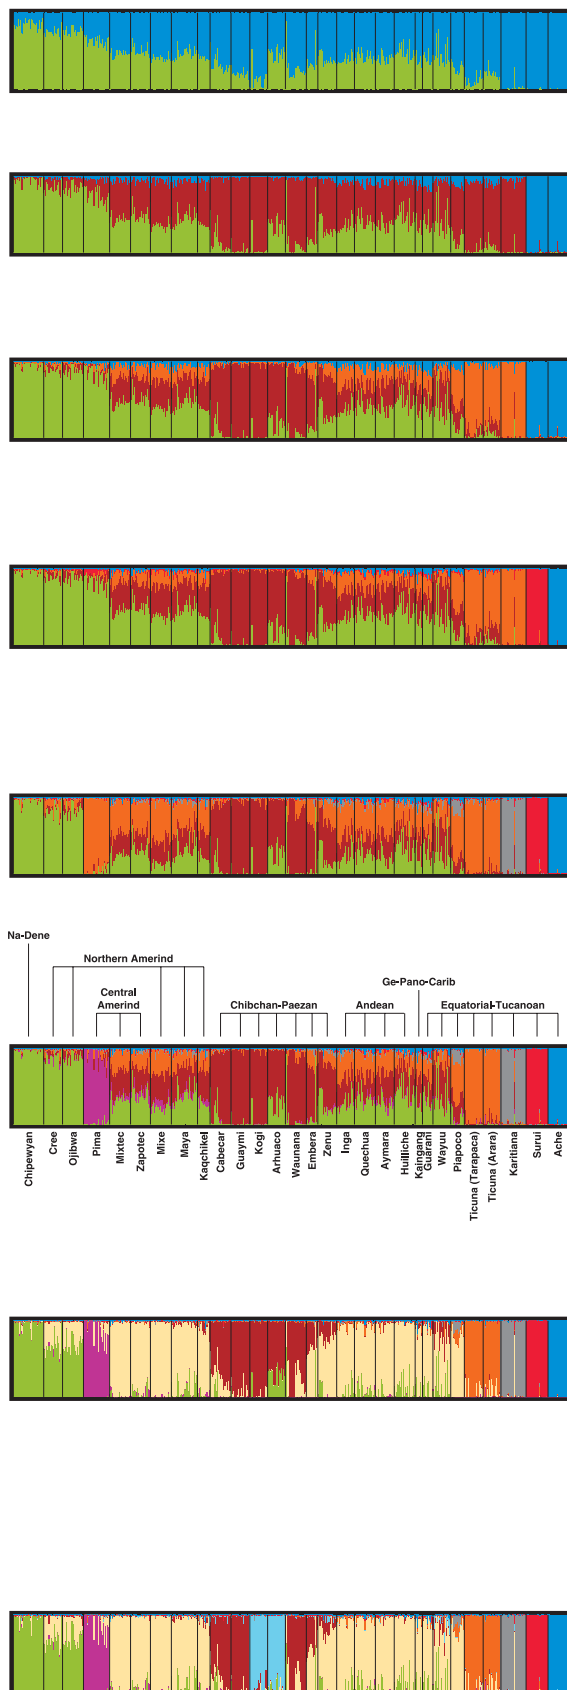 Na-Dene
Northern Amerind
Ge-Pano-Carib
Central
Amerind
Chibchan-Paezan
Andean
Equatorial-Tucanoan
Chipewyan
Cree
Ojibwa
Pima
Mixtec
Zapotec
Mixe
Maya
Kaqchikel
Cabecar
Guaymi
Kogi
Arhuaco
Waunana
Embera
Zenu
Inga
Quechua
Aymara
Huilliche
Kaingang
Guarani
Wayuu
Piapoco
Ticuna (Tarapaca)
Ticuna (Arara)
Karitiana
Surui
Ache